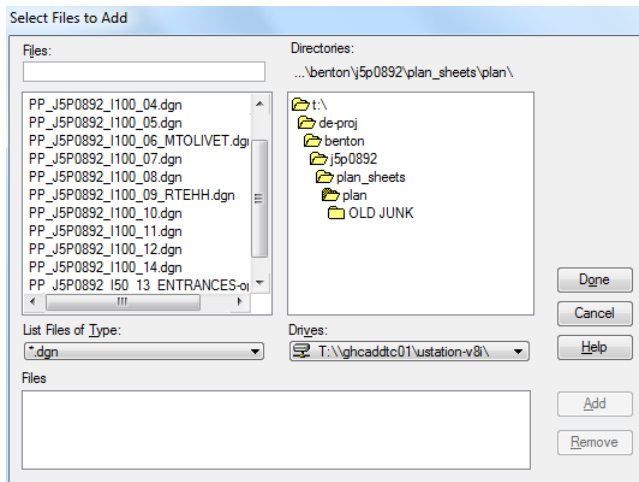 Select Files to Add
Files:
Directories:
...\benton\j5p0892\plan_sheets\plan\
PP_J5P0892_I100_04.dgn
PP_J5P0892_I100_05.dgn
PP_J5P0892_I100_06_MTOLIVET.dgn
PP_J5P0892_I100_07.dgn
PP_J5P0892_I100_08.dgn
PP_J5P0892_I100_09_RTEHH.dgn
PP_J5P0892_I100_10.dgn
PP_J5P0892_I100_11.dgn
PP_J5P0892_I100_12.dgn
PP_J5P0892_I100_14.dgn
PP_J5P0892_I50_13_ENTRANCES-o
t:\
de-proj
benton
j5p0892
plan_sheets
plan
OLD JUNK
Done
Cancel
Help
List Files of Type:
*.dgn
Drives:
T:\\ghcaddtc01\ustation-v8i\
Files
Add
Remove